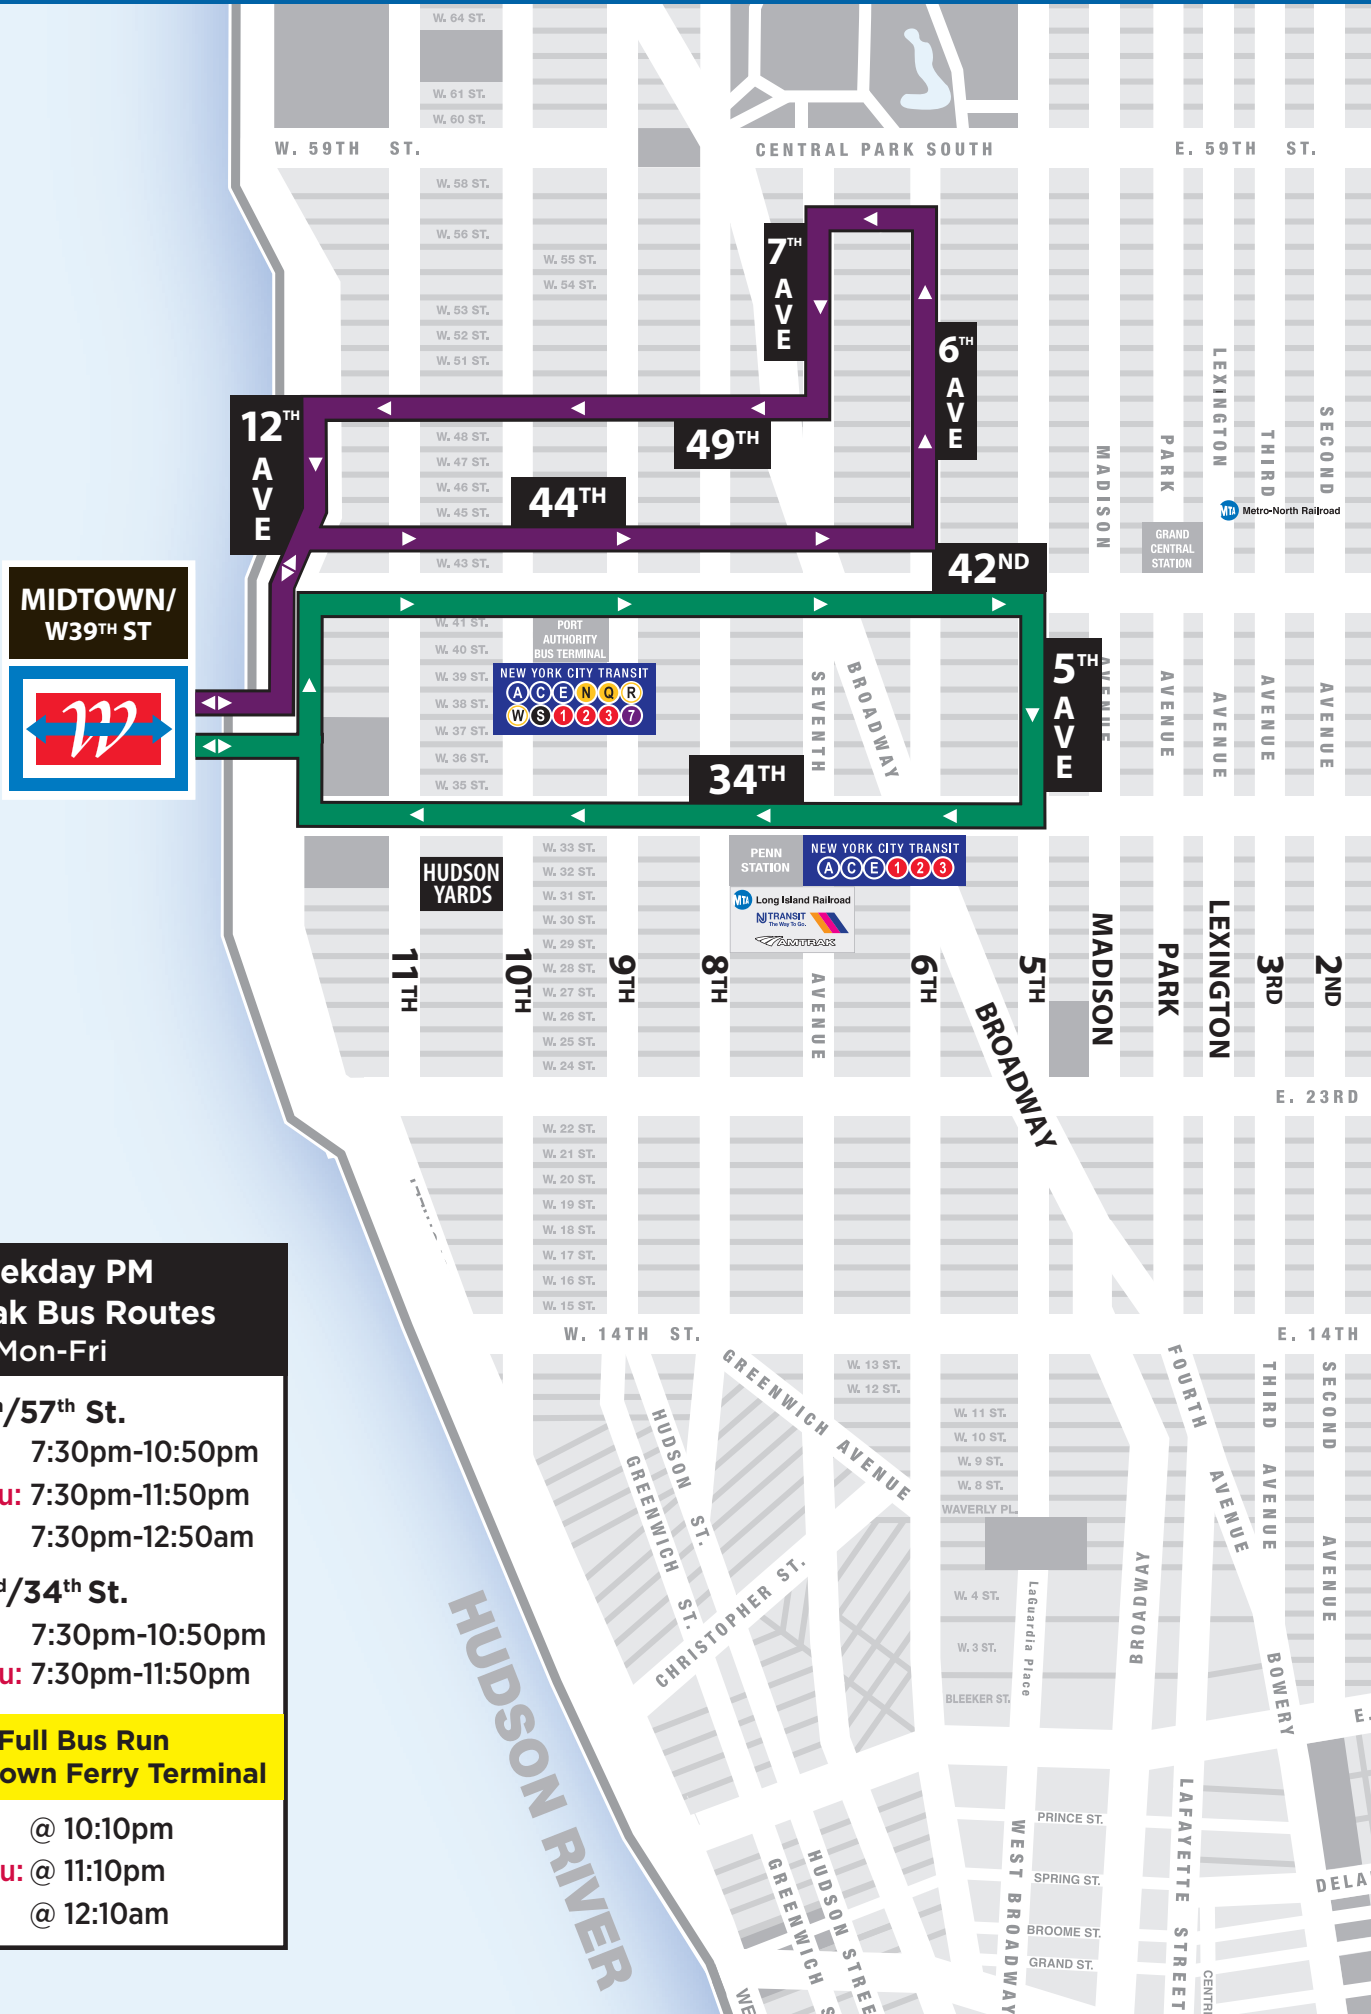 W. 64 ST.
W. 61 ST.
W. 60 ST.
W. 59TH ST.
CENTRAL PARK SOUTH
E. 59TH ST.
W. 58 ST.
W. 56 ST.
W. 55 ST.
W. 54 ST.
W. 53 ST.
W. 52 ST.
W. 51 ST.
7TH AVE
6TH AVE
12TH AVE
49TH
W. 48 ST.
W. 47 ST.
W. 46 ST.
W. 45 ST.
44TH
W. 43 ST.
42ND
LEXINGTON
SECOND
THIRD
PARK
MADISON
MTA Metro-North Railroad
GRAND
CENTRAL
STATION
MIDTOWN/
W39TH ST
W
W. 41 ST.
W. 40 ST.
W. 39 ST.
W. 38 ST.
W. 37 ST.
W. 36 ST.
W. 35 ST.
PORT
AUTHORITY
BUS TERMINAL
NEW YORK CITY TRANSIT
A C E N Q R
W S 1 2 3 7
SEVENTH
BROADWAY
5TH AVE
AVENUE
AVENUE
AVENUE
AVENUE
AVENUE
34TH
W. 33 ST.
W. 32 ST.
W. 31 ST.
W. 30 ST.
W. 29 ST.
W. 28 ST.
W. 27 ST.
W. 26 ST.
W. 25 ST.
W. 24 ST.
HUDSON
YARDS
PENN
STATION
NEW YORK CITY TRANSIT
A C E 1 2 3
MTA Long Island Railroad
NJ TRANSIT
The Way To Go.
AMTRAK
11TH
10TH
9TH
8TH
AVENUE
6TH
BROADWAY
5TH
MADISON
PARK
LEXINGTON
3RD
2ND
E. 23RD
W. 22 ST.
W. 21 ST.
W. 20 ST.
W. 19 ST.
W. 18 ST.
W. 17 ST.
W. 16 ST.
W. 15 ST.
W. 14TH ST.
E. 14TH
W. 13 ST.
W. 12 ST.
W. 11 ST.
W. 10 ST.
W. 9 ST.
W. 8 ST.
WAVERLY PL.
W. 4 ST.
W. 3 ST.
BLEEKER ST.
GREENWICH AVENUE
HUDSON ST.
GREENWICH ST.
CHRISTOPHER ST.
LaGuardia Place
BROADWAY
FOURTH AVENUE
THIRD AVENUE
SECOND AVENUE
BOWERY
E.
HUDSON RIVER
PRINCE ST.
SPRING ST.
BROOME ST.
GRAND ST.
WEST BROADWAY
LAFAYETTE STREET
DELA
CENTR
GREENWICH S
HUDSON STREE
WE
ekday PM
ak Bus Routes
Mon-Fri
/57th St.
7:30pm-10:50pm
u: 7:30pm-11:50pm
7:30pm-12:50am
/34th St.
7:30pm-10:50pm
u: 7:30pm-11:50pm
Full Bus Run
own Ferry Terminal
@ 10:10pm
u: @ 11:10pm
@ 12:10am